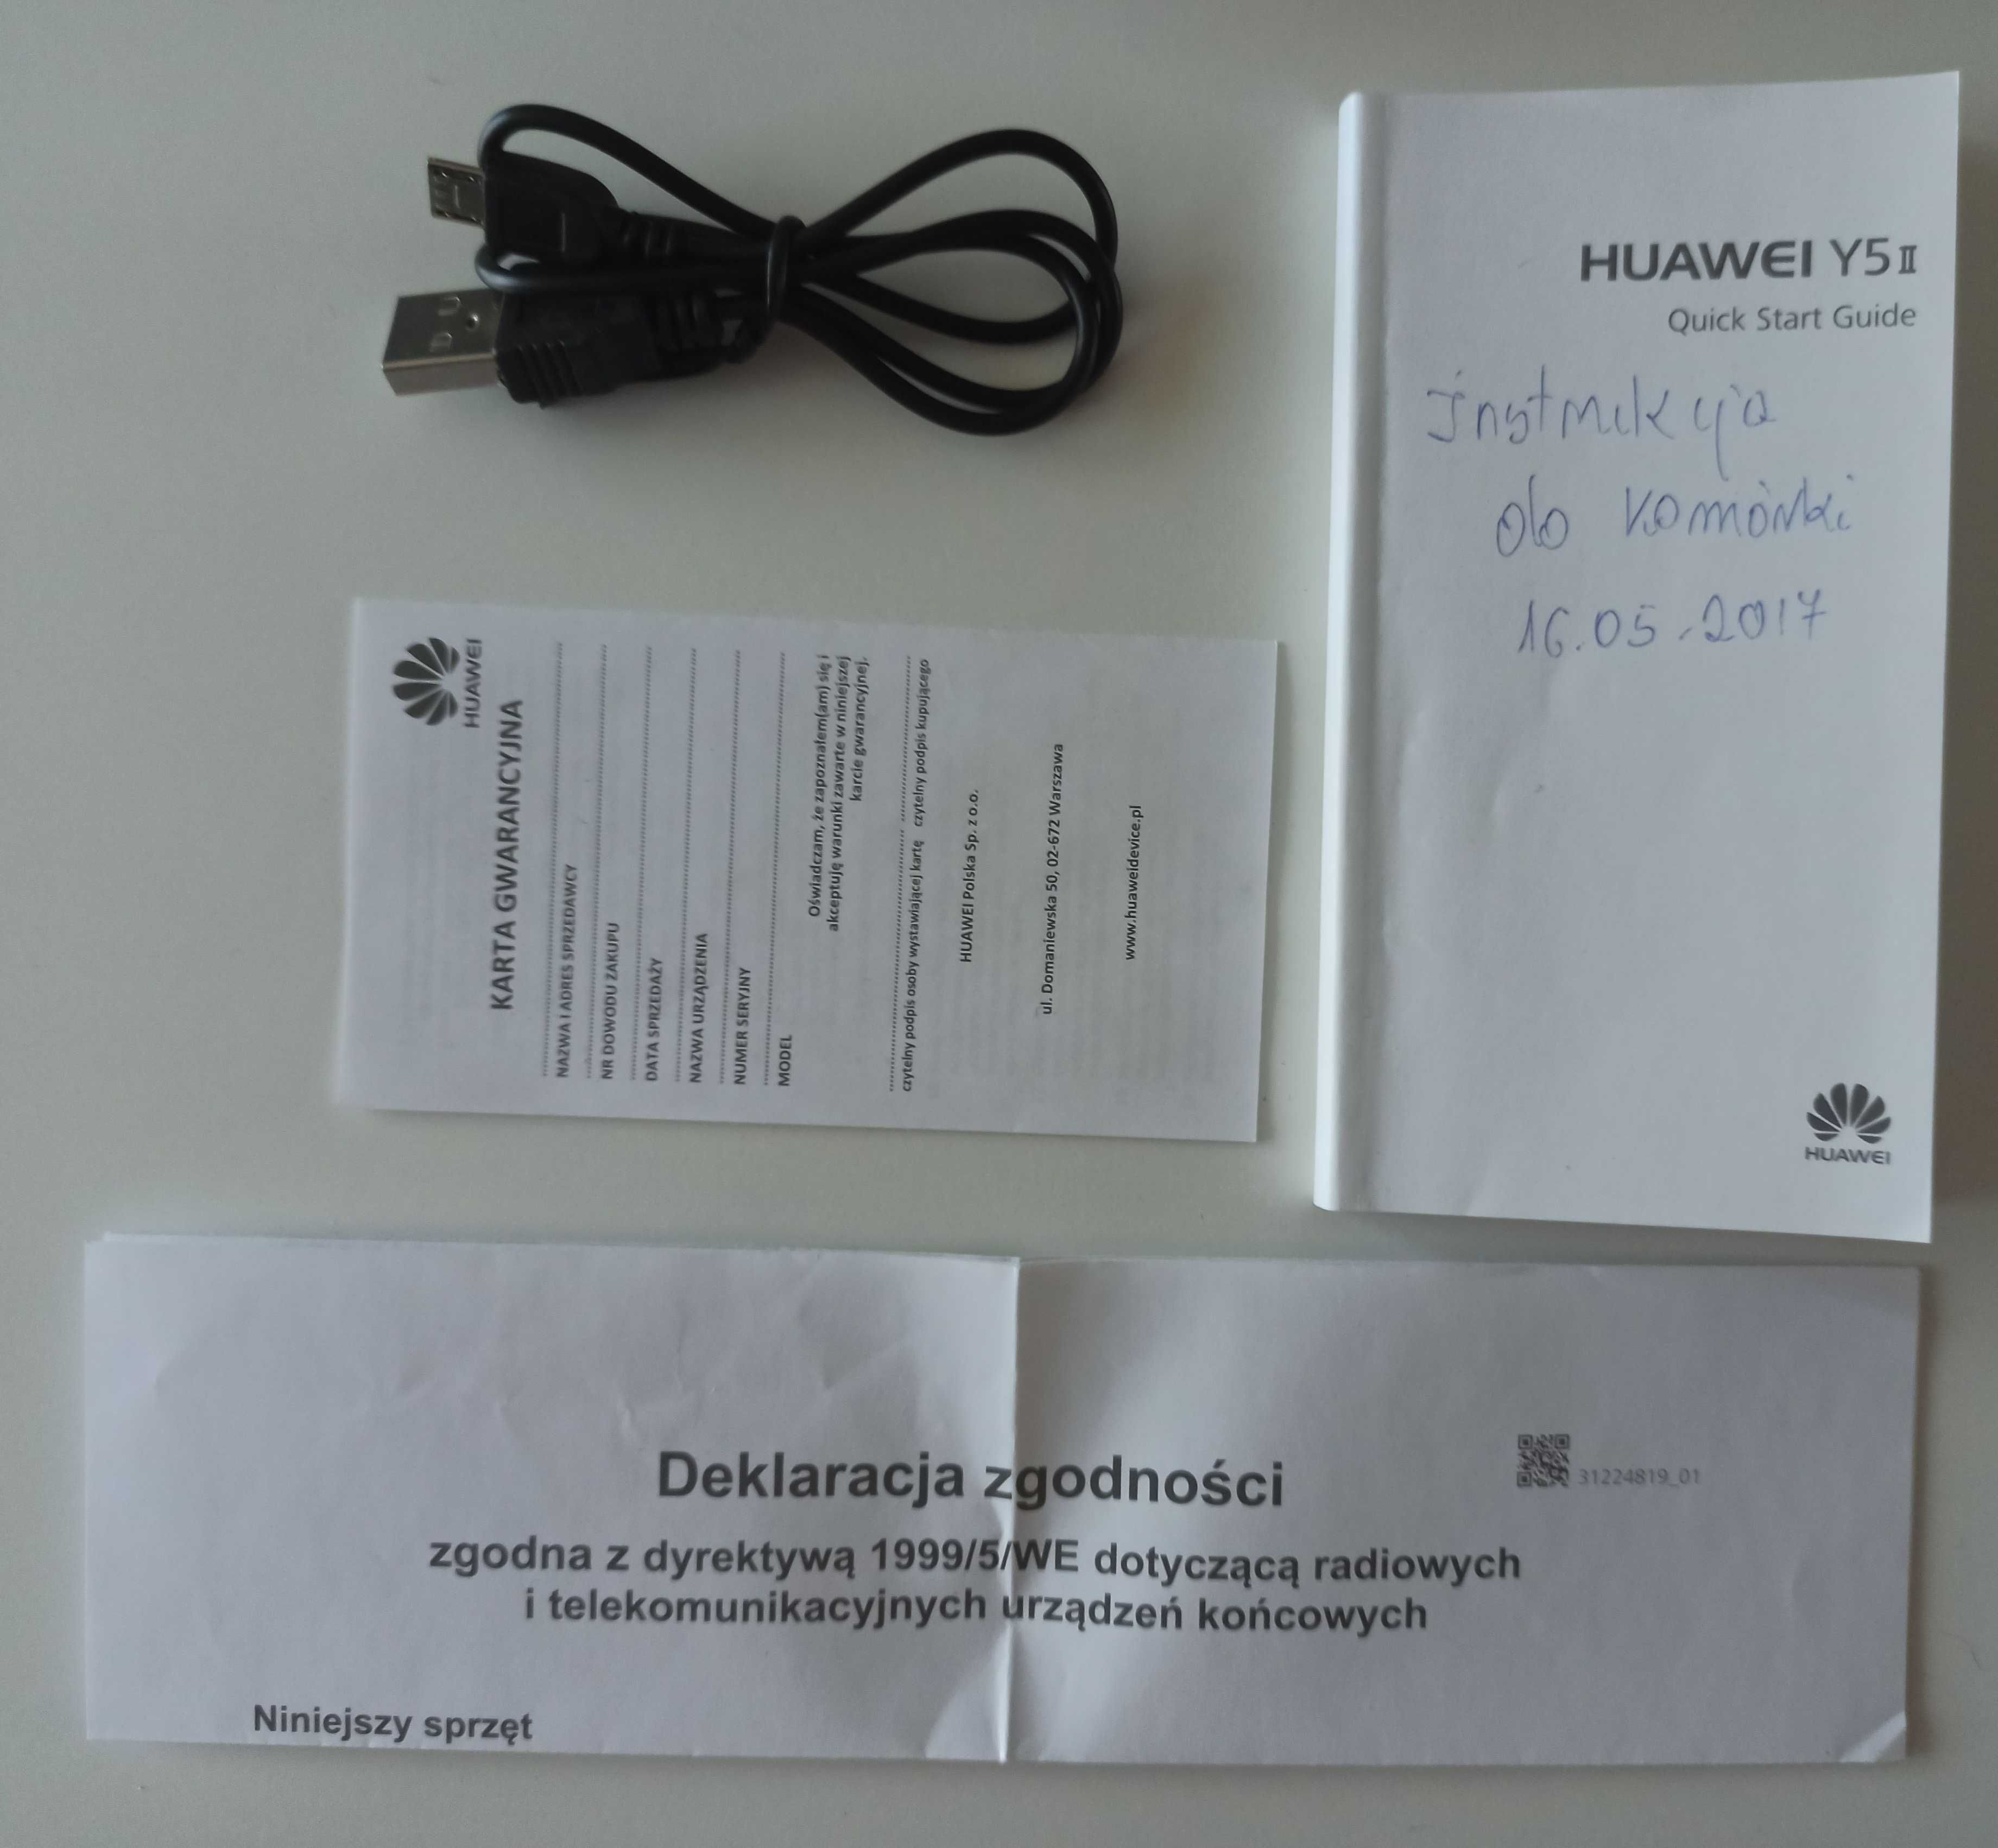 HUAWEI Y5 II
Quick Start Guide
Instrukcja
do komórki
16.05.2017
HUAWEI
HUAWEI
KARTA GWARANCYJNA
NAZWA I ADRES SPRZEDAWCY
NR DOWODU ZAKUPU
DATA SPRZEDAŻY
NAZWA URZĄDZENIA
NUMER SERYJNY
MODEL
Oświadczam, że zapoznałem(am) się i
akceptuję warunki zawarte w niniejszej
karcie gwarancyjnej.
czytelny podpis osoby wystawiającej kartę czytelny podpis kupującego
HUAWEI Polska Sp. z o.o.
ul. Domaniewska 50, 02-672 Warszawa
www.huaweidevice.pl
Deklaracja zgodności
31224819_01
zgodna z dyrektywą 1999/5/WE dotyczącą radiowych
i telekomunikacyjnych urządzeń końcowych
Niniejszy sprzęt